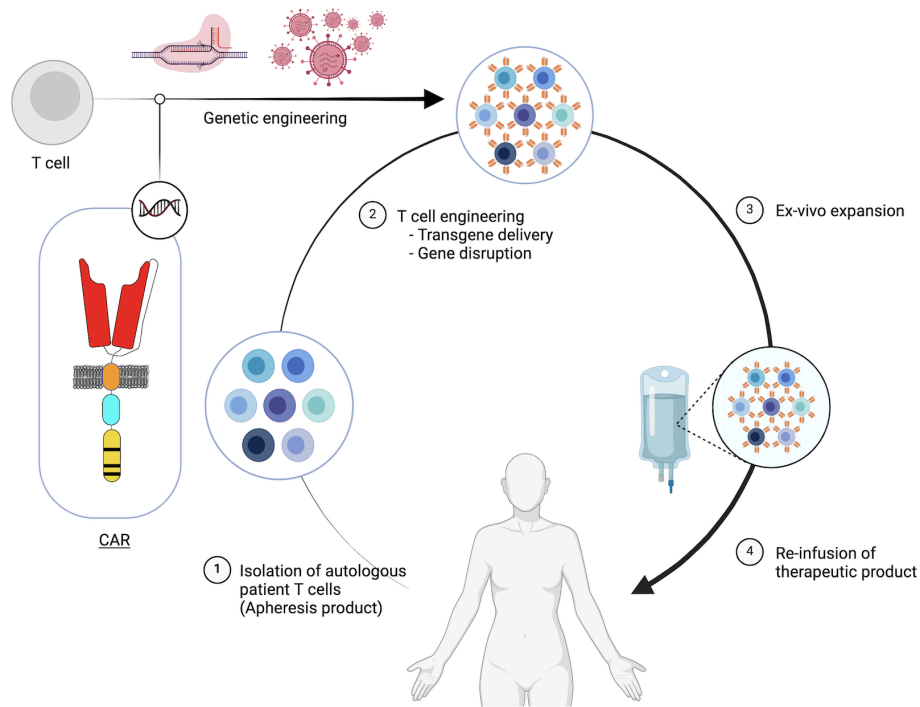 Genetic engineering
T cell
2
T cell engineering
- Transgene delivery
- Gene disruption
3
Ex-vivo expansion
CAR
1
Isolation of autologous
patient T cells
(Apheresis product)
4
Re-infusion of
therapeutic product